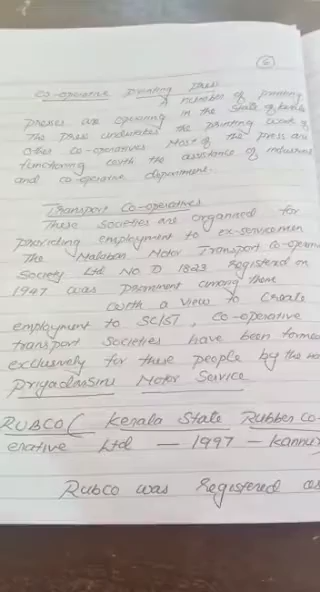 6
Co-operative printing press
A number of printing
presses are operating in the State of Kerala
The press undertakes the printing work of
other Co-operatives Most of the press are
functioning with the assistance of industries
and co-operative department.
Transport Co-operatives
These Societies are organised for
providing employment to ex-servicemen
The Malabar Motor Transport Co-operative
Society Ltd No D 1823 Registered on
1947 was prominent among them
with a view to Create
employment to SC/ST, Co-operative
transport Societies have been formed
exclusively for these people by the na
Priyadarsini Motor Service
RUBCO ( Kerala State Rubber Co-
erative Ltd — 1997 — Kannur
Rubco was Registered as